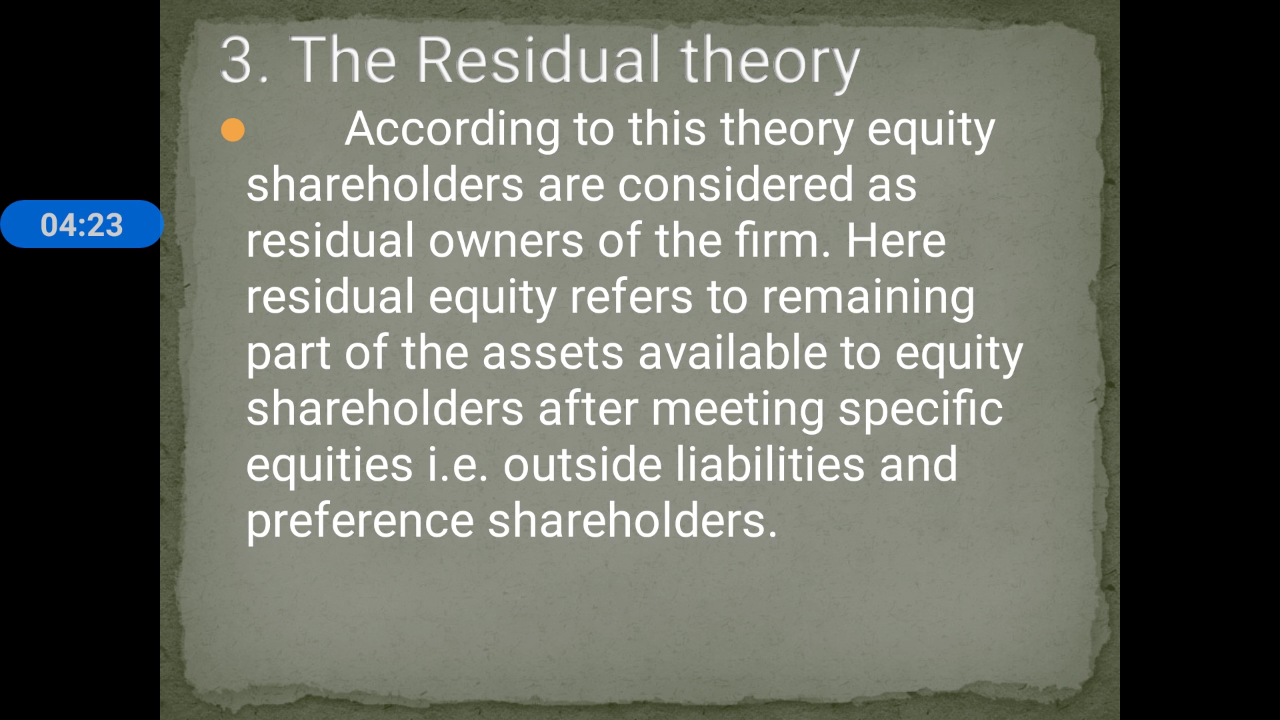 3. The Residual theory
According to this theory equity
shareholders are considered as
04:23
residual owners of the firm. Here
residual equity refers to remaining
part of the assets available to equity
shareholders after meeting specific
equities i.e. outside liabilities and
preference shareholders.